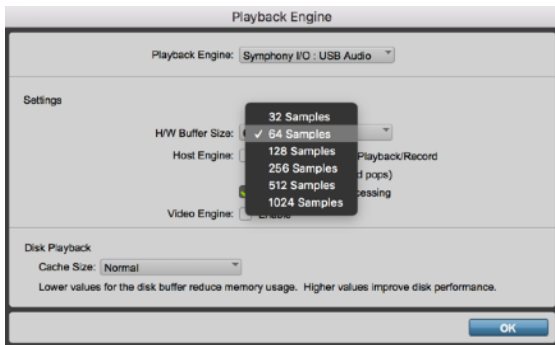 Playback Engine
Playback Engine: Symphony I/O : USB Audio
Settings
32 Samples
H/W Buffer Size: ✓ 64 Samples
Host Engine: 128 Samples Playback/Record
256 Samples d pops)
512 Samples essing
1024 Samples
Video Engine: Enable
Disk Playback
Cache Size: Normal
Lower values for the disk buffer reduce memory usage. Higher values improve disk performance.
OK